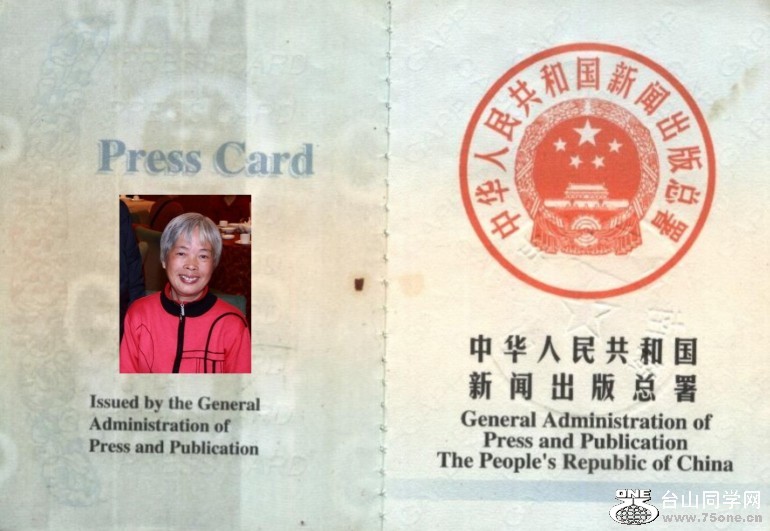 Press Card
Issued by the General
Administration of
Press and Publication
中华人民共和国新闻出版总署
中华人民共和国
新闻出版总署
General Administration of
Press and Publication
The People's Republic of China
ONE
台山同学网
www.75one.cn